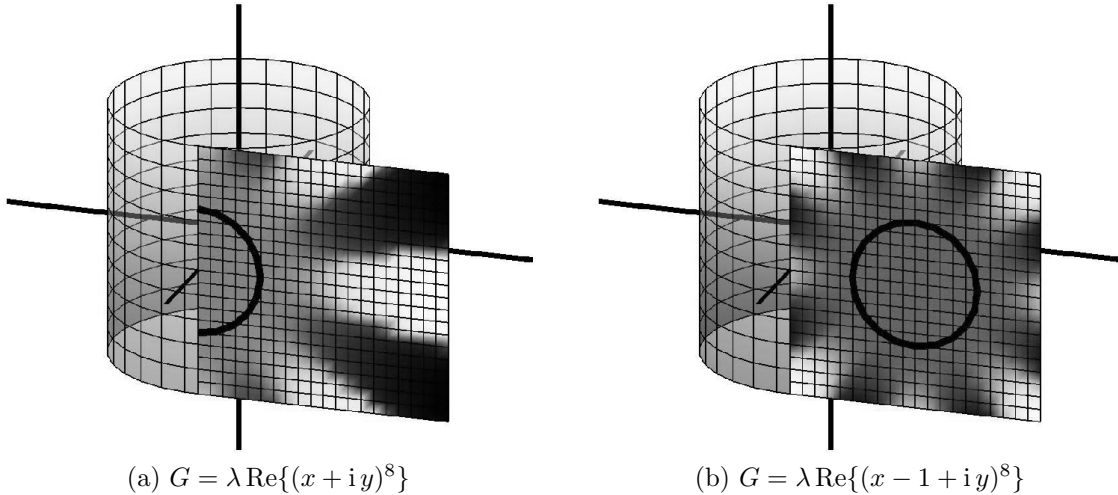 (a) G = λ Re{(x + i y)⁸}
(b) G = λ Re{(x − 1 + i y)⁸}